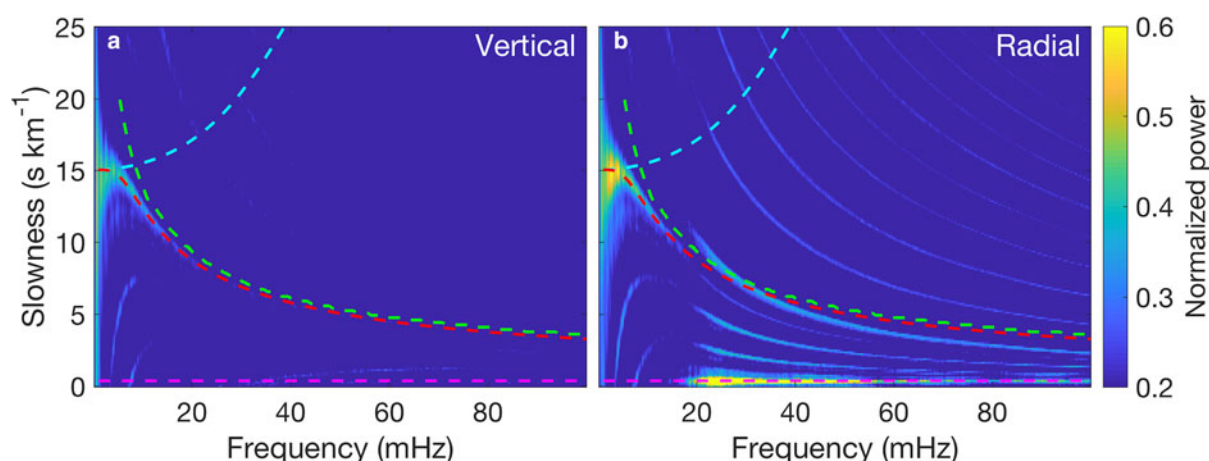 a Vertical
b Radial
Slowness (s km⁻¹)
25
20
15
10
5
0
20 40 60 80
20 40 60 80
Frequency (mHz)
Frequency (mHz)
0.6
0.5
0.4
0.3
0.2
Normalized power